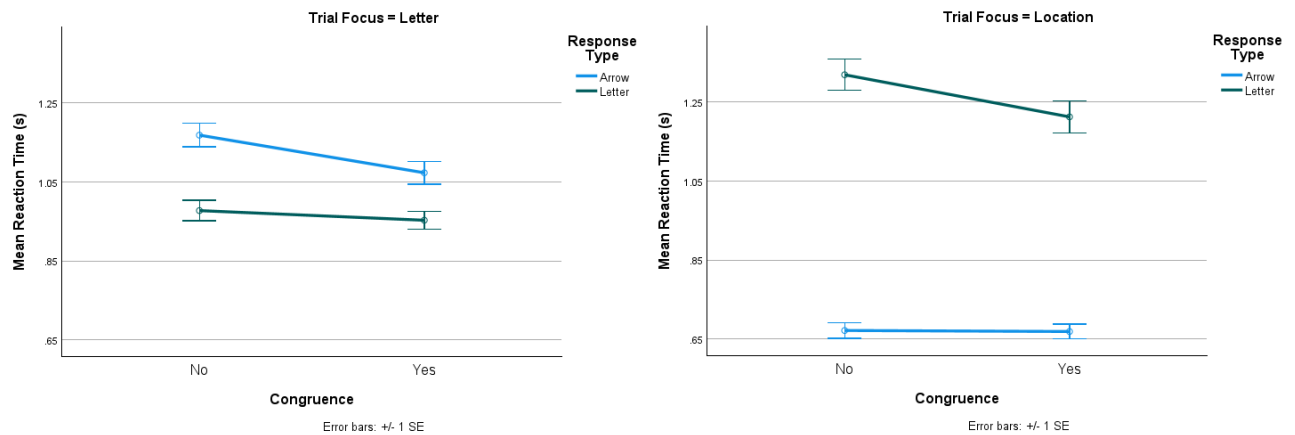 Trial Focus = Letter
Response
Type
Arrow
Letter
Mean Reaction Time (s)
1.25
1.05
.85
.65
No
Yes
Congruence
Error bars: +/- 1 SE
Trial Focus = Location
Response
Type
Arrow
Letter
Mean Reaction Time (s)
1.25
1.05
.85
.65
No
Yes
Congruence
Error bars: +/- 1 SE